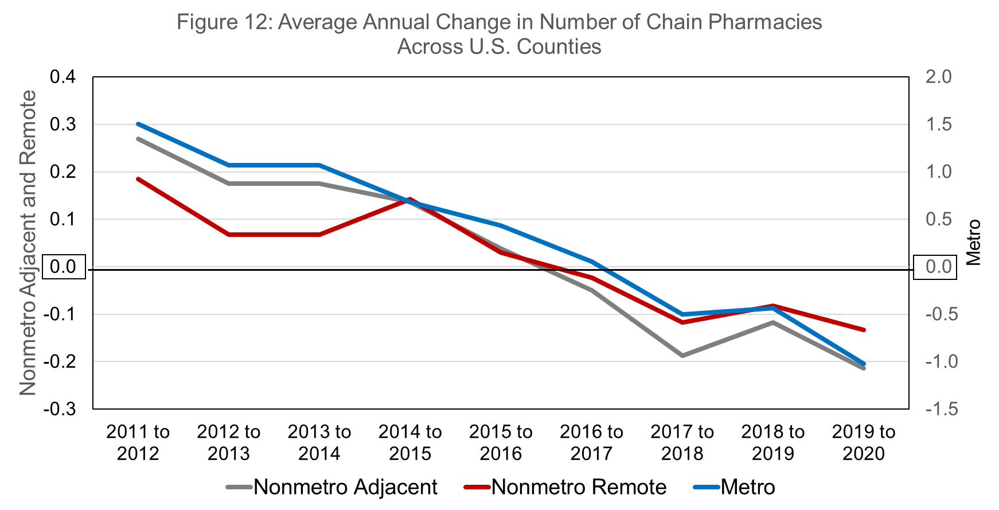 Figure 12: Average Annual Change in Number of Chain Pharmacies
Across U.S. Counties
Nonmetro Adjacent and Remote
0.4
0.3
0.2
0.1
0.0
-0.1
-0.2
-0.3
2.0
1.5
1.0
0.5
0.0
-0.5
-1.0
-1.5
Metro
2011 to
2012
2012 to
2013
2013 to
2014
2014 to
2015
2015 to
2016
2016 to
2017
2017 to
2018
2018 to
2019
2019 to
2020
Nonmetro Adjacent
Nonmetro Remote
Metro